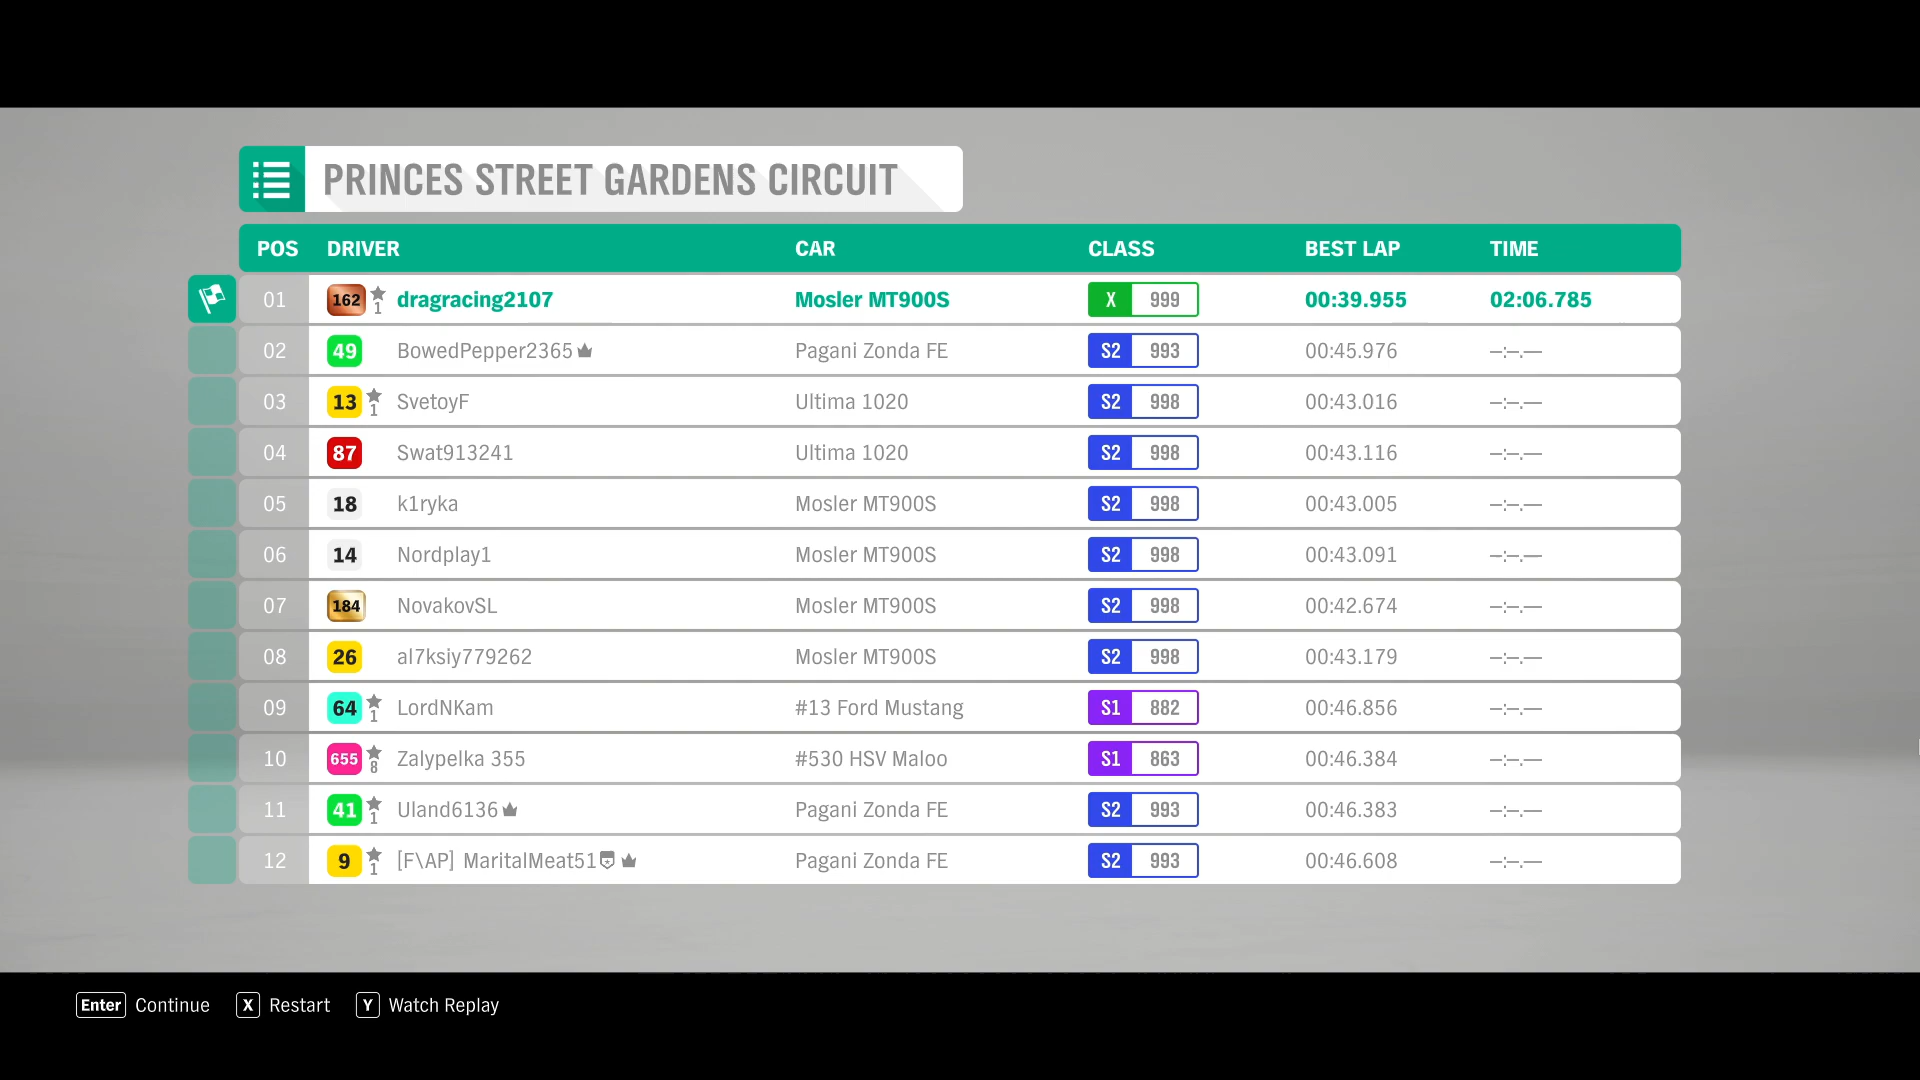 PRINCES STREET GARDENS CIRCUIT
POS DRIVER CAR CLASS BEST LAP TIME
01 162 1 dragracing2107 Mosler MT900S X 999 00:39.955 02:06.785
02 49 BowedPepper2365 Pagani Zonda FE S2 993 00:45.976 --:--.---
03 13 1 SvetoyF Ultima 1020 S2 998 00:43.016 --:--.---
04 87 Swat913241 Ultima 1020 S2 998 00:43.116 --:--.---
05 18 k1ryka Mosler MT900S S2 998 00:43.005 --:--.---
06 14 Nordplay1 Mosler MT900S S2 998 00:43.091 --:--.---
07 184 NovakovSL Mosler MT900S S2 998 00:42.674 --:--.---
08 26 al7ksiy779262 Mosler MT900S S2 998 00:43.179 --:--.---
09 64 1 LordNKam #13 Ford Mustang S1 882 00:46.856 --:--.---
10 655 8 Zalypelka 355 #530 HSV Maloo S1 863 00:46.384 --:--.---
11 41 1 Uland6136 Pagani Zonda FE S2 993 00:46.383 --:--.---
12 9 1 [F\AP] MaritalMeat51 Pagani Zonda FE S2 993 00:46.608 --:--.---
Enter Continue X Restart Y Watch Replay